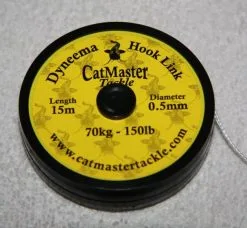 Dyneema Hook Link
CatMaster
Tackle
Length
15m
Diameter
0.5mm
70kg - 150lb
www.catmastertackle.com